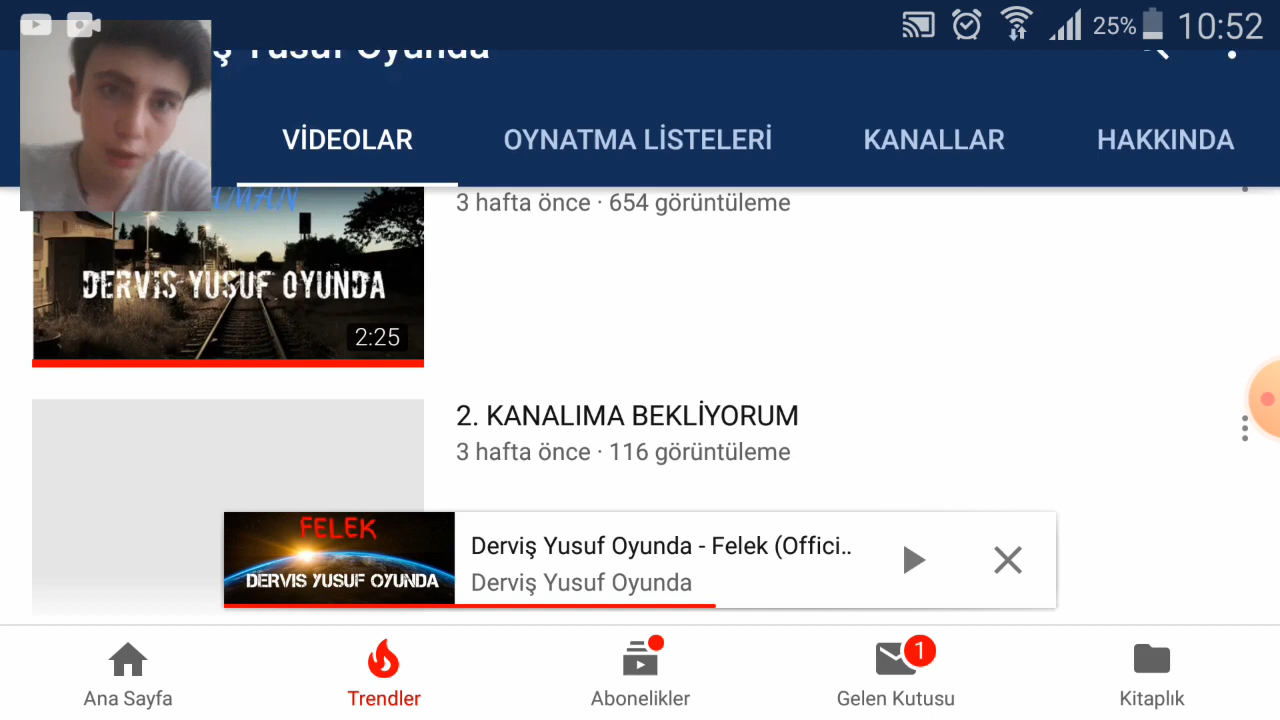 25% 10:52
ş Yusuf Oyunda
VİDEOLAR OYNATMA LİSTELERİ KANALLAR HAKKINDA
3 hafta önce · 654 görüntüleme
DERVIS YUSUF OYUNDA
2:25
2. KANALIMA BEKLİYORUM
3 hafta önce · 116 görüntüleme
FELEK
DERVIS YUSUF OYUNDA
Derviş Yusuf Oyunda - Felek (Offici..
Derviş Yusuf Oyunda
1
Ana Sayfa Trendler Abonelikler Gelen Kutusu Kitaplık